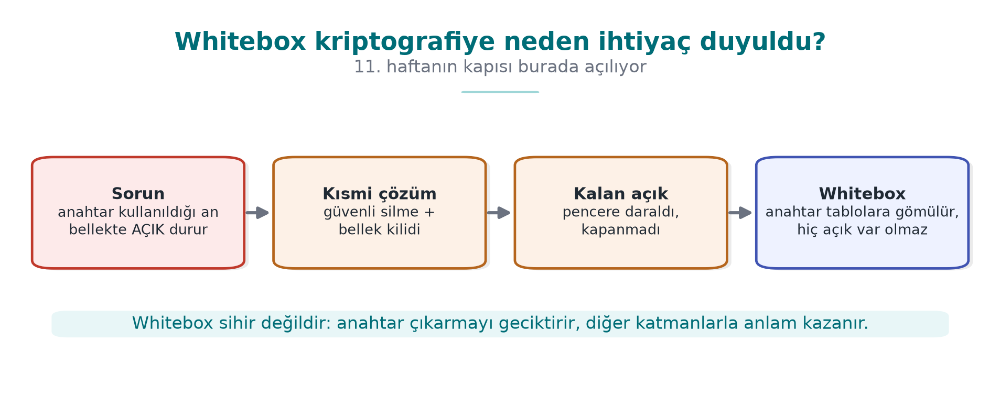 Whitebox kriptografiye neden ihtiyaç duyuldu?
11. haftanın kapısı burada açılıyor
Sorun
anahtar kullanıldığı an
bellekte AÇIK durur
Kısmi çözüm
güvenli silme +
bellek kilidi
Kalan açık
pencere daraldı,
kapanmadı
Whitebox
anahtar tablolara gömülür,
hiç açık var olmaz
Whitebox sihir değildir: anahtar çıkarmayı geciktirir, diğer katmanlarla anlam kazanır.